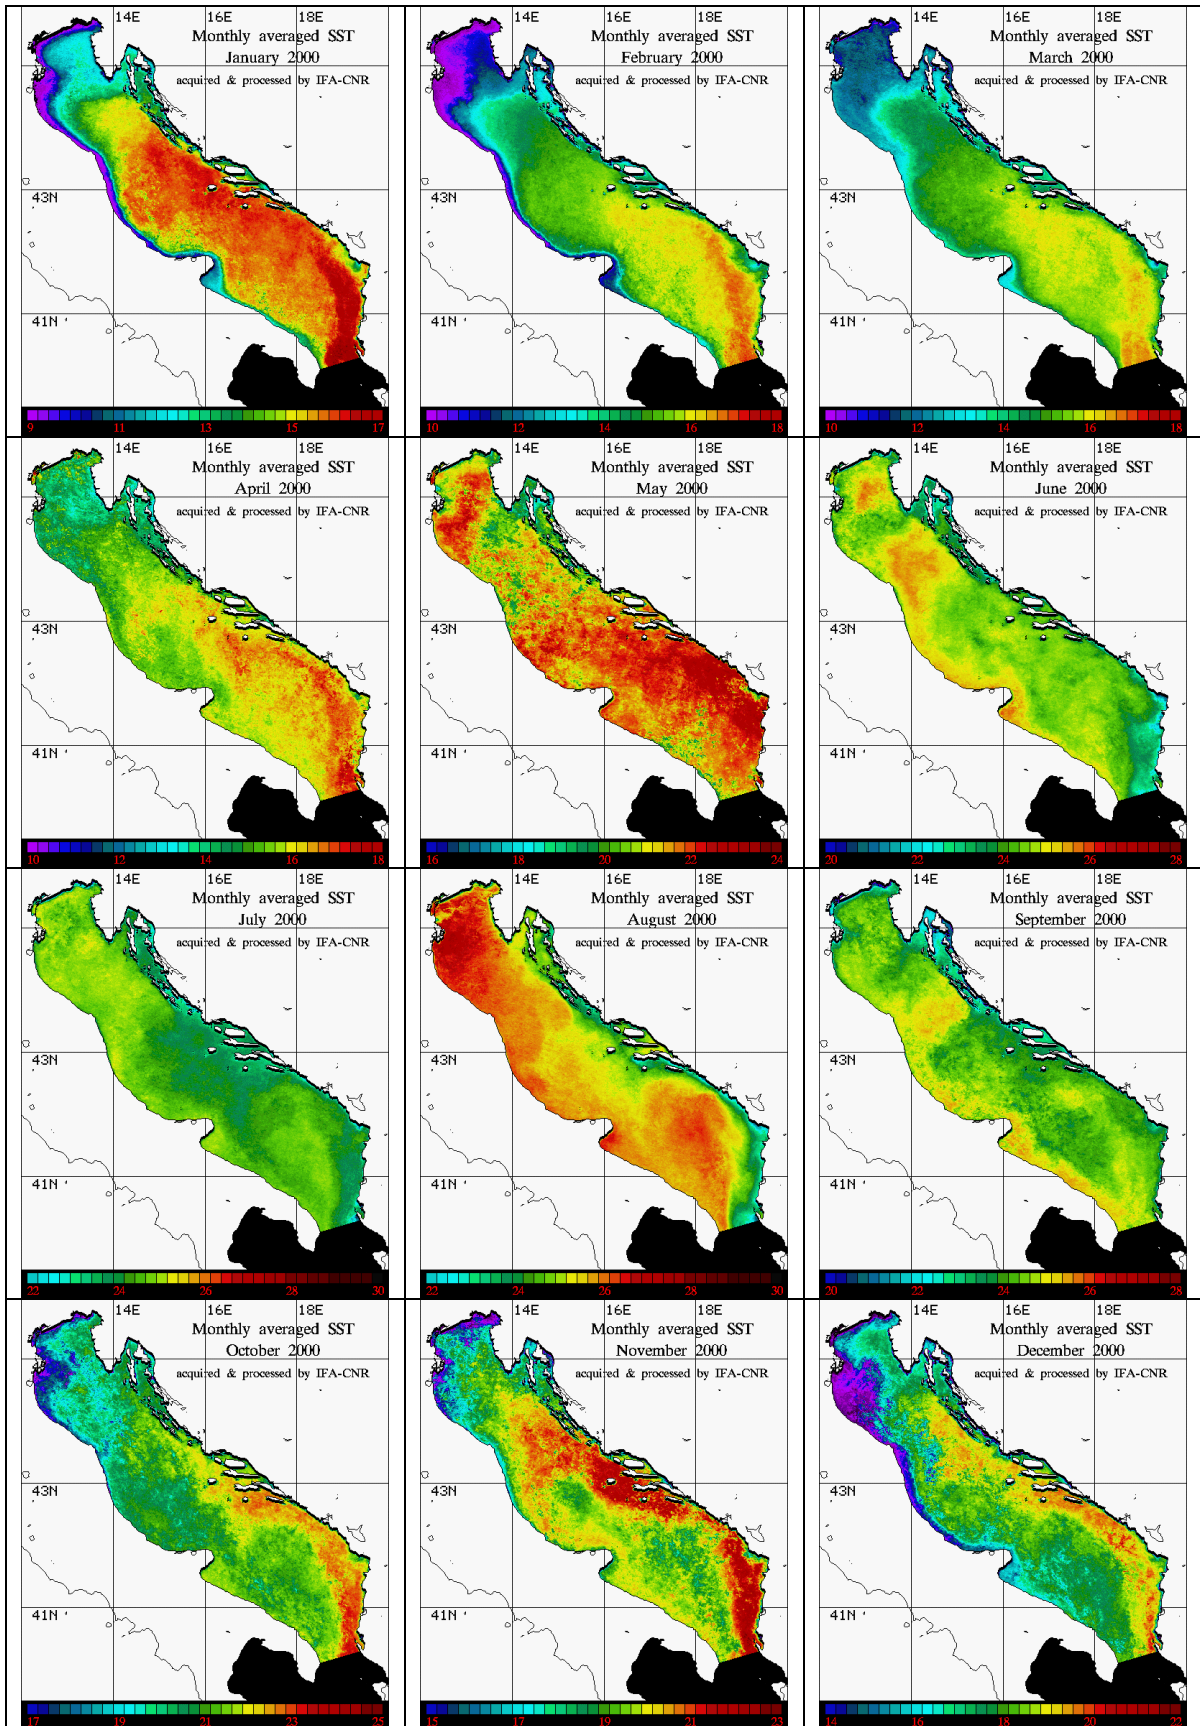 14E 16E 18E
Monthly averaged SST
January 2000
acquired & processed by IFA-CNR
43N
41N '
9 11 13 15 17
14E 16E 18E
Monthly averaged SST
February 2000
acquired & processed by IFA-CNR
43N
41N '
10 12 14 16 18
14E 16E 18E
Monthly averaged SST
March 2000
acquired & processed by IFA-CNR
43N
41N '
10 12 14 16 18
14E 16E 18E
Monthly averaged SST
April 2000
acquired & processed by IFA-CNR
43N
41N '
10 12 14 16 18
14E 16E 18E
Monthly averaged SST
May 2000
acquired & processed by IFA-CNR
43N
41N '
16 18 20 22 24
14E 16E 18E
Monthly averaged SST
June 2000
acquired & processed by IFA-CNR
43N
41N '
20 22 24 26 28
14E 16E 18E
Monthly averaged SST
July 2000
acquired & processed by IFA-CNR
43N
41N '
22 24 26 28 30
14E 16E 18E
Monthly averaged SST
August 2000
acquired & processed by IFA-CNR
43N
41N '
22 24 26 28 30
14E 16E 18E
Monthly averaged SST
September 2000
acquired & processed by IFA-CNR
43N
41N '
20 22 24 26 28
14E 16E 18E
Monthly averaged SST
October 2000
acquired & processed by IFA-CNR
43N
41N '
17 19 21 23 25
14E 16E 18E
Monthly averaged SST
November 2000
acquired & processed by IFA-CNR
43N
41N '
15 17 19 21 23
14E 16E 18E
Monthly averaged SST
December 2000
acquired & processed by IFA-CNR
43N
41N '
14 16 18 20 22